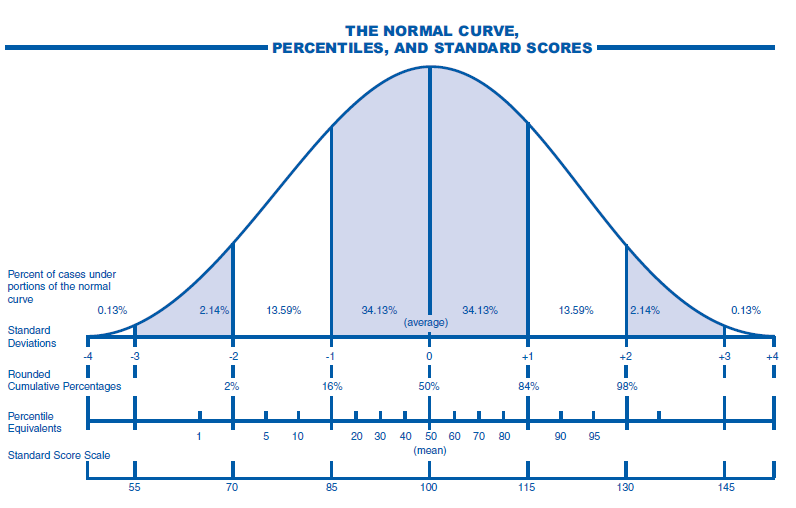 THE NORMAL CURVE,
PERCENTILES, AND STANDARD SCORES
Percent of cases under
portions of the normal
curve
0.13% 2.14% 13.59% 34.13% 34.13% 13.59% 2.14% 0.13%
(average)
Standard
Deviations
-4 -3 -2 -1 0 +1 +2 +3 +4
Rounded
Cumulative Percentages 2% 16% 50% 84% 98%
Percentile
Equivalents
1 5 10 20 30 40 50 60 70 80 90 95
(mean)
Standard Score Scale
55 70 85 100 115 130 145